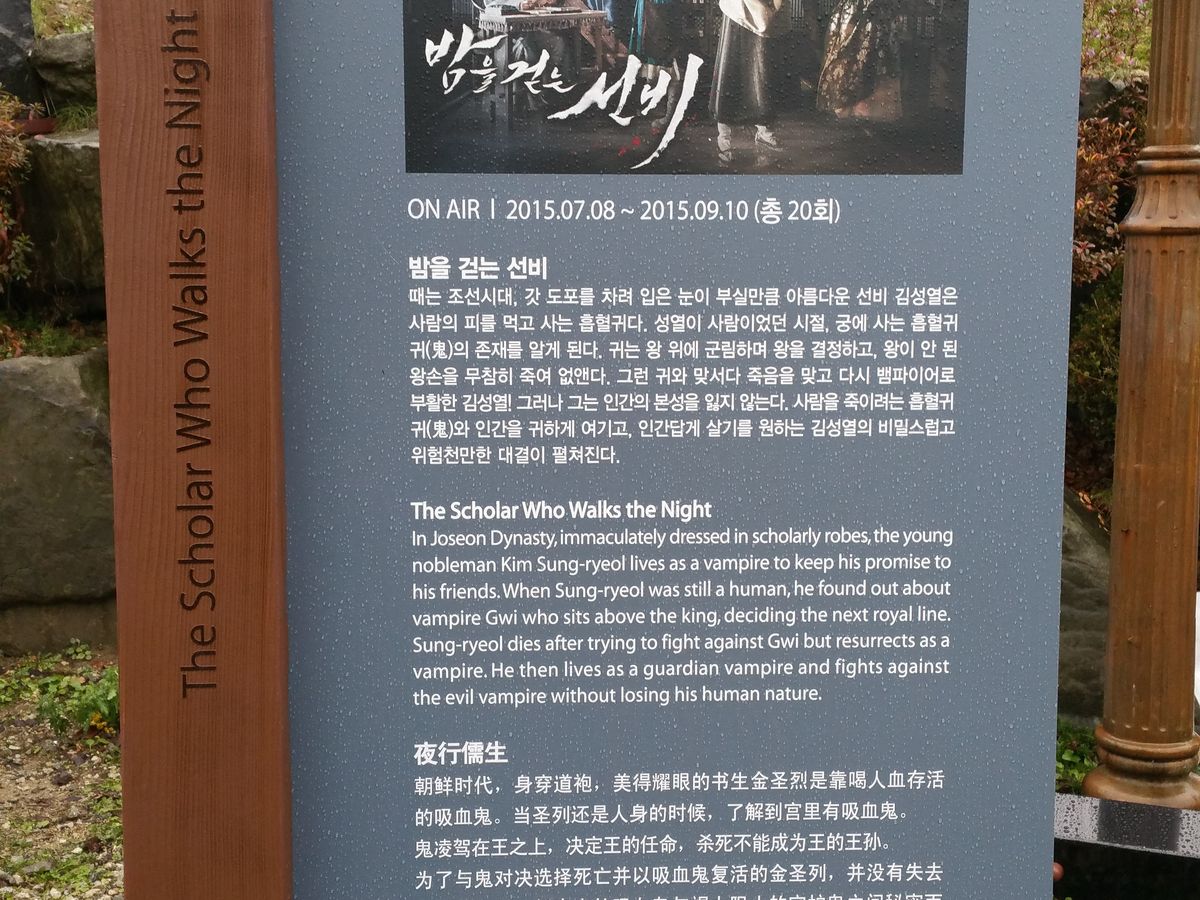 The Scholar Who Walks the Night
밤을 걷는 선비
ON AIR | 2015.07.08 ~ 2015.09.10 (총 20회)
밤을 걷는 선비
때는 조선시대, 갓 도포를 차려 입은 눈이 부실만큼 아름다운 선비 김성열은
사람의 피를 먹고 사는 흡혈귀다. 성열이 사람이었던 시절, 궁에 사는 흡혈귀
귀(鬼)의 존재를 알게 된다. 귀는 왕 위에 군림하며 왕을 결정하고, 왕이 안 된
왕손을 무참히 죽여 없앤다. 그런 귀와 맞서다 죽음을 맞고 다시 뱀파이어로
부활한 김성열! 그러나 그는 인간의 본성을 잃지 않는다. 사람을 죽이려는 흡혈귀
귀(鬼)와 인간을 귀하게 여기고, 인간답게 살기를 원하는 김성열의 비밀스럽고
위험천만한 대결이 펼쳐진다.
The Scholar Who Walks the Night
In Joseon Dynasty, immaculately dressed in scholarly robes, the young
nobleman Kim Sung-ryeol lives as a vampire to keep his promise to
his friends. When Sung-ryeol was still a human, he found out about
vampire Gwi who sits above the king, deciding the next royal line.
Sung-ryeol dies after trying to fight against Gwi but resurrects as a
vampire. He then lives as a guardian vampire and fights against
the evil vampire without losing his human nature.
夜行儒生
朝鲜时代，身穿道袍，美得耀眼的书生金圣烈是靠喝人血存活
的吸血鬼。当圣列还是人身的时候，了解到宫里有吸血鬼。
鬼凌驾在王之上，决定王的任命，杀死不能成为王的王孙。
为了与鬼对决选择死亡并以吸血鬼复活的金圣列，并没有失去